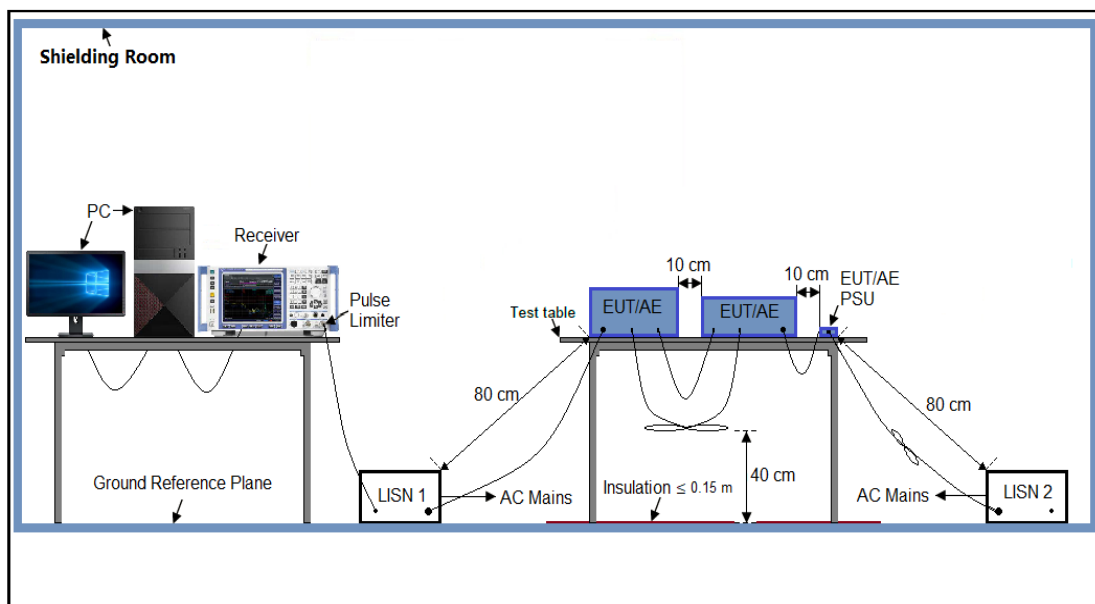 Shielding Room
PC
Receiver
Pulse
Limiter
10 cm
10 cm
EUT/AE
PSU
Test table
EUT/AE
EUT/AE
80 cm
80 cm
40 cm
Ground Reference Plane
LISN 1
AC Mains
Insulation ≤ 0.15 m
AC Mains
LISN 2